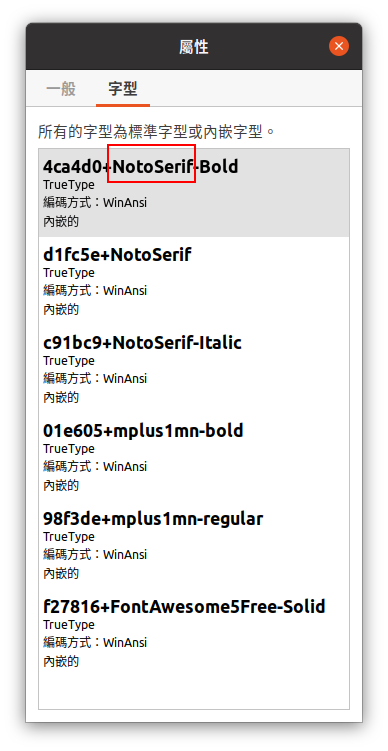 屬性
一般
字型
所有的字型為標準字型或內嵌字型。
4ca4d0+NotoSerif-Bold
TrueType
編碼方式：WinAnsi
內嵌的
d1fc5e+NotoSerif
TrueType
編碼方式：WinAnsi
內嵌的
c91bc9+NotoSerif-Italic
TrueType
編碼方式：WinAnsi
內嵌的
01e605+mplus1mn-bold
TrueType
編碼方式：WinAnsi
內嵌的
98f3de+mplus1mn-regular
TrueType
編碼方式：WinAnsi
內嵌的
f27816+FontAwesome5Free-Solid
TrueType
編碼方式：WinAnsi
內嵌的